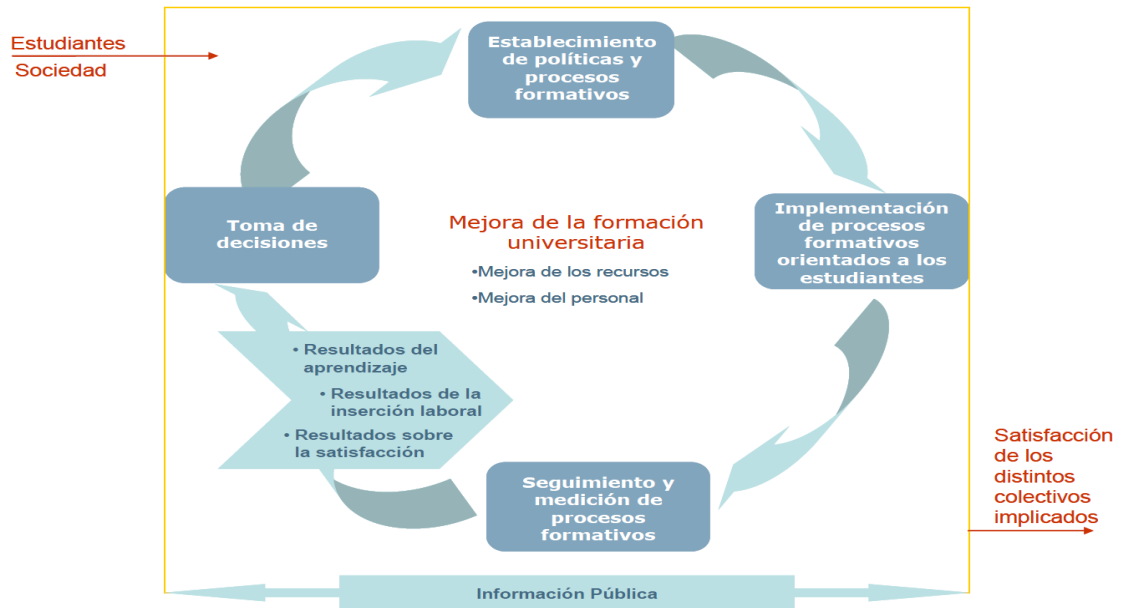 Estudiantes
Sociedad
Establecimiento
de políticas y
procesos
formativos
Toma de
decisiones
Mejora de la formación
universitaria
•Mejora de los recursos
•Mejora del personal
Implementación
de procesos
formativos
orientados a los
estudiantes
• Resultados del
aprendizaje
• Resultados de la
inserción laboral
• Resultados sobre
la satisfacción
Seguimiento y
medición de
procesos
formativos
Satisfacción
de los
distintos
colectivos
implicados
Información Pública